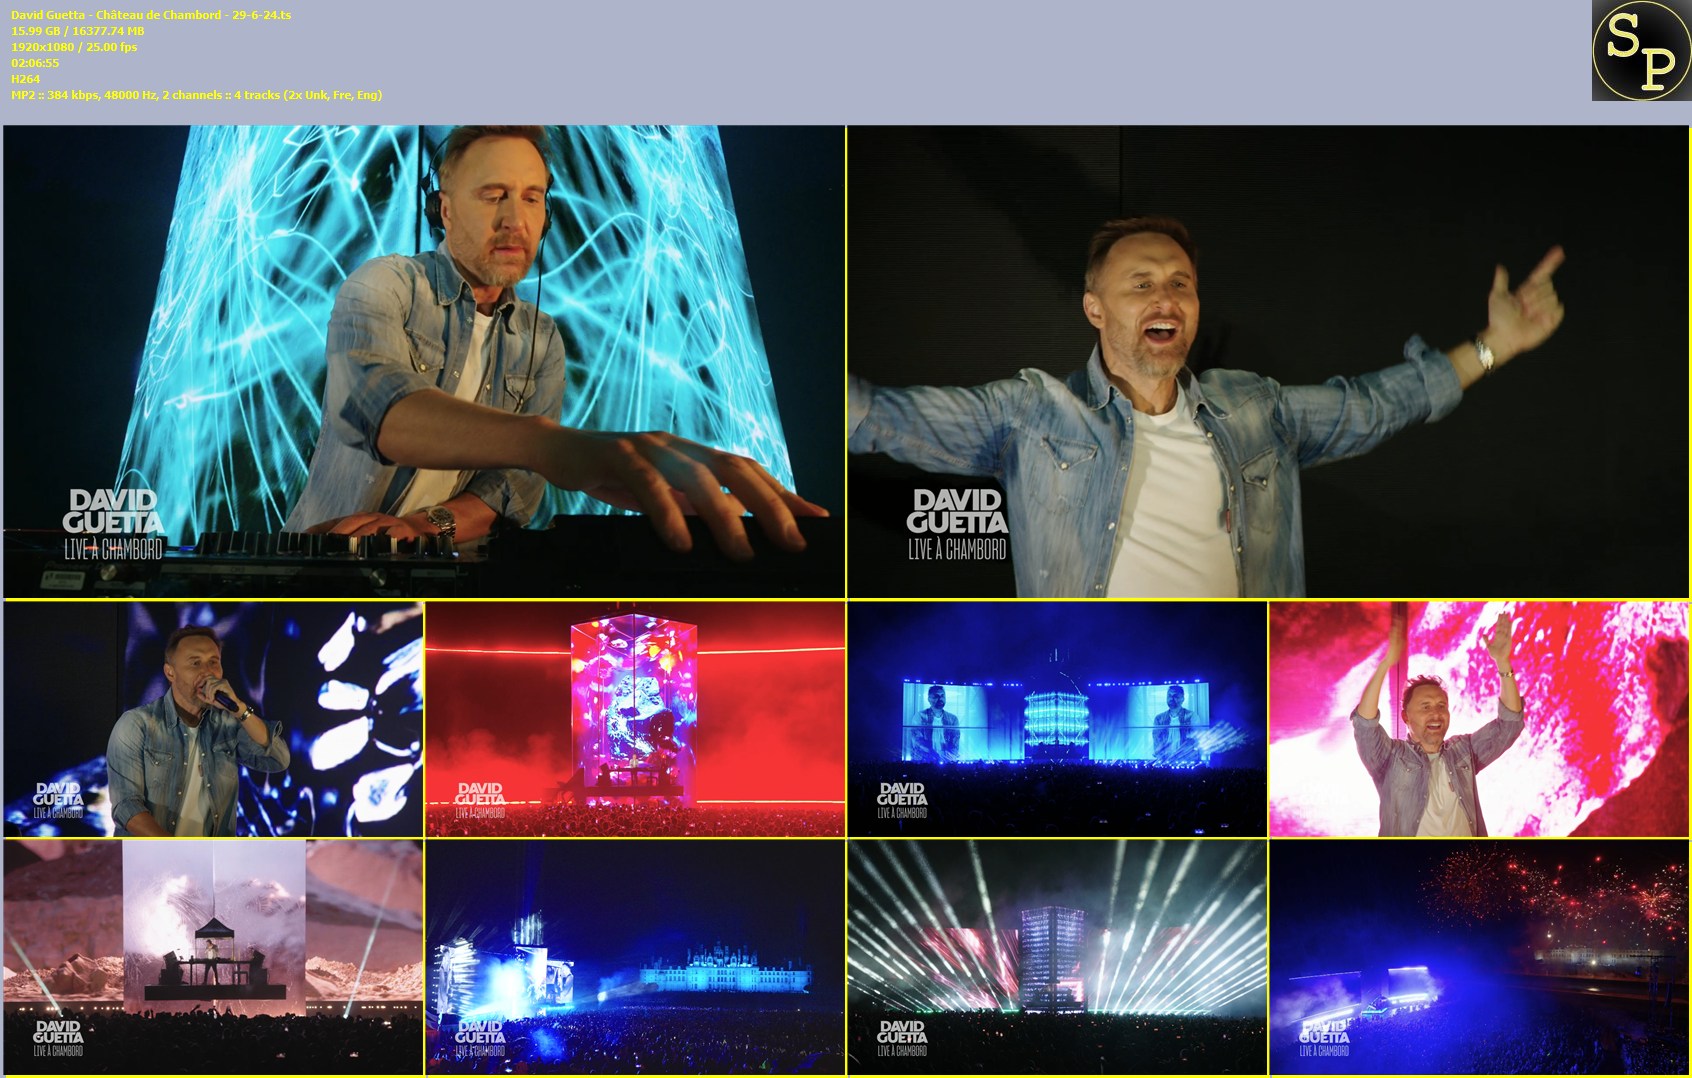 David Guetta - Château de Chambord - 29-6-24.ts
15.99 GB / 16377.74 MB
1920x1080 / 25.00 fps
02:06:55
H264
MP2 :: 384 kbps, 48000 Hz, 2 channels :: 4 tracks (2x Unk, Fre, Eng)
SP
DAVID
GUETTA
LIVE À CHAMBORD
DAVID
GUETTA
LIVE À CHAMBORD
DAVID
GUETTA
LIVE À CHAMBORD
DAVID
GUETTA
LIVE À CHAMBORD
DAVID
GUETTA
LIVE À CHAMBORD
DAVID
GUETTA
LIVE À CHAMBORD
DAVID
GUETTA
LIVE À CHAMBORD
DAVID
GUETTA
LIVE À CHAMBORD
DAVID
GUETTA
LIVE À CHAMBORD